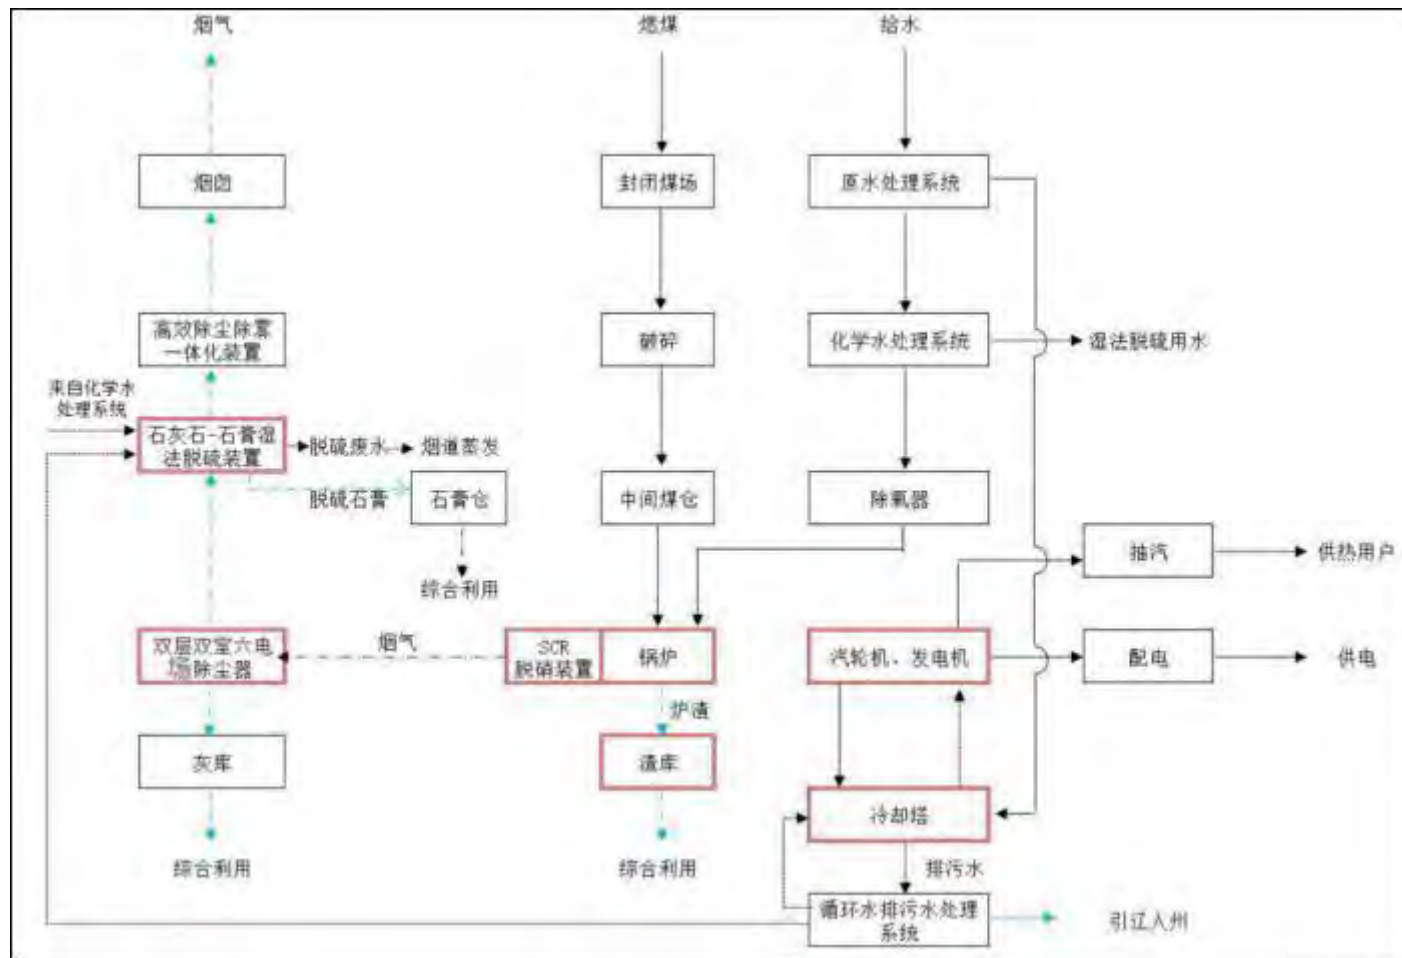 烟气
燃煤
给水
烟囱
封闭煤场
原水处理系统
高效除尘除雾
一体化装置
破碎
化学水处理系统
湿法脱硫用水
来自化学水
处理系统
石灰石-石膏湿
法脱硫装置
脱硫废水
烟道蒸发
脱硫石膏
石膏仓
中间煤仓
除氧器
抽汽
供热用户
综合利用
双层双室六电
场除尘器
烟气
SCR
脱硝装置
锅炉
汽轮机、发电机
配电
供电
炉渣
灰库
渣库
冷却塔
综合利用
综合利用
排污水
循环水排污水处理
系统
引辽入州